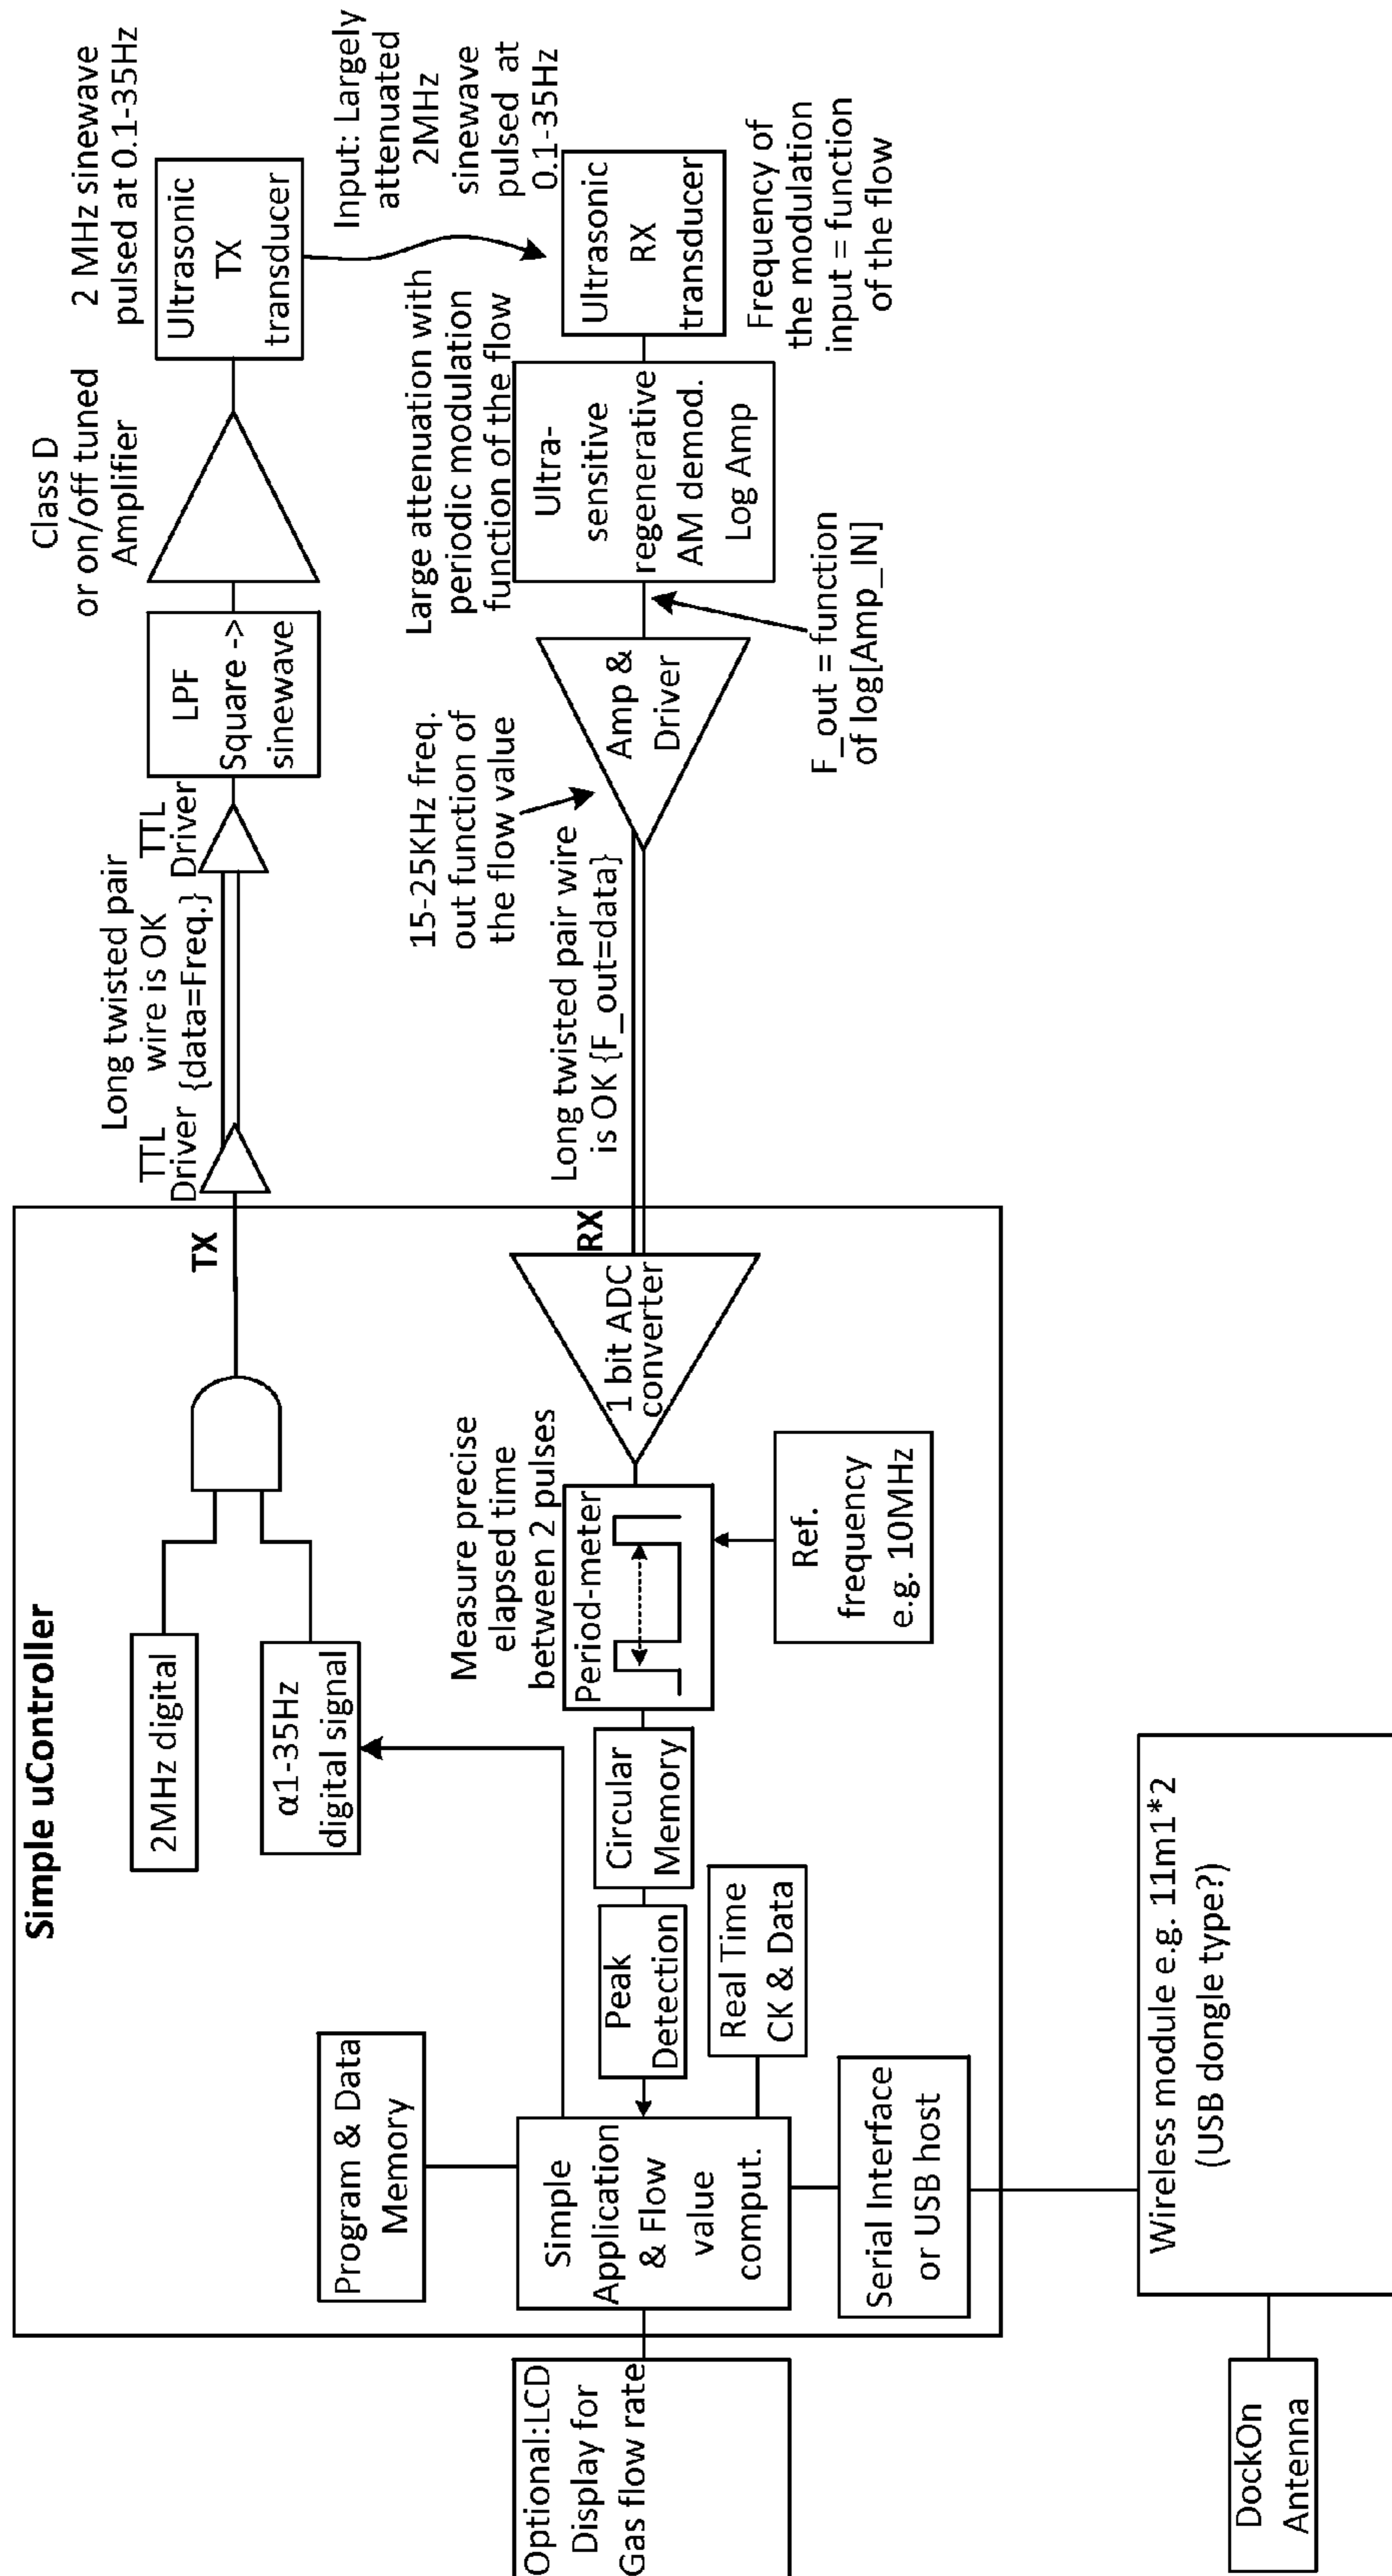 Simple uController
Optional:LCD
Display for
Gas flow rate
Program & Data
Memory
Simple
Application
& Flow
value
comput.
Serial Interface
or USB host
Real Time
CK & Data
Peak
Detection
Circular
Memory
2MHz digital
α1-35Hz
digital signal
Measure precise
elapsed time
between 2 pulses
Period-meter
Ref.
frequency
e.g. 10MHz
1 bit ADC
converter
TX
RX
TTL
Driver
Long twisted pair
wire is OK
{data=Freq.}
TTL
Driver
LPF
Square ->
sinewave
Class D
or on/off tuned
Amplifier
2 MHz sinewave
pulsed at 0.1-35Hz
Ultrasonic
TX
transducer
Input: Largely
attenuated
2MHz
sinewave
pulsed at
0.1-35Hz
Ultrasonic
RX
transducer
Frequency of
the modulation
input = function
of the flow
Large attenuation with
periodic modulation
function of the flow
Ultra-
sensitive
regenerative
AM demod.
Log Amp
F_out = function
of log[Amp_IN]
Amp &
Driver
15-25KHz freq.
out function of
the flow value
Long twisted pair wire
is OK {F_out=data}
Wireless module e.g. 11m1*2
(USB dongle type?)
DockOn
Antenna